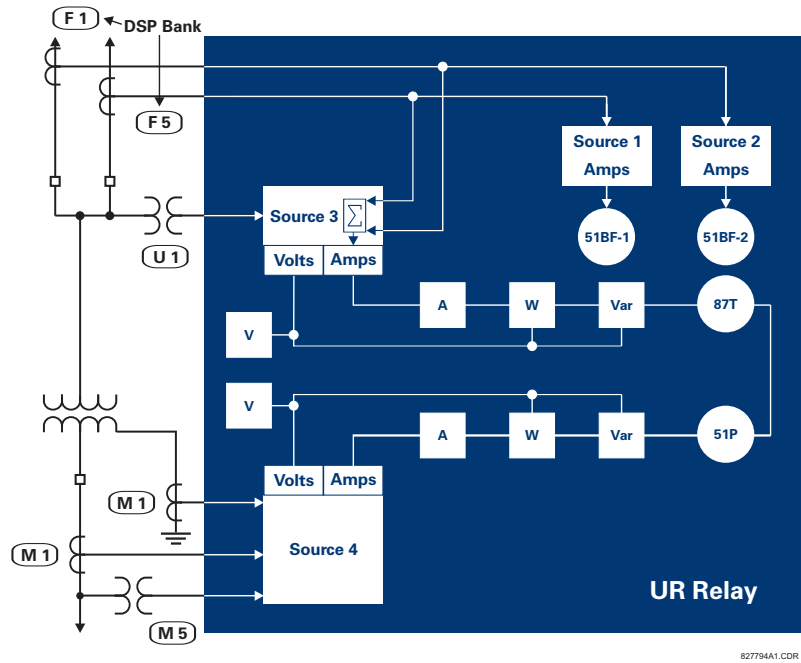 F 1
DSP Bank
F 5
Source 1
Amps
Source 2
Amps
Source 3
Σ
U 1
51BF-1
51BF-2
Volts
Amps
A
W
Var
87T
V
V
A
W
Var
51P
Volts
Amps
M 1
Source 4
M 1
M 5
UR Relay
827794A1.CDR